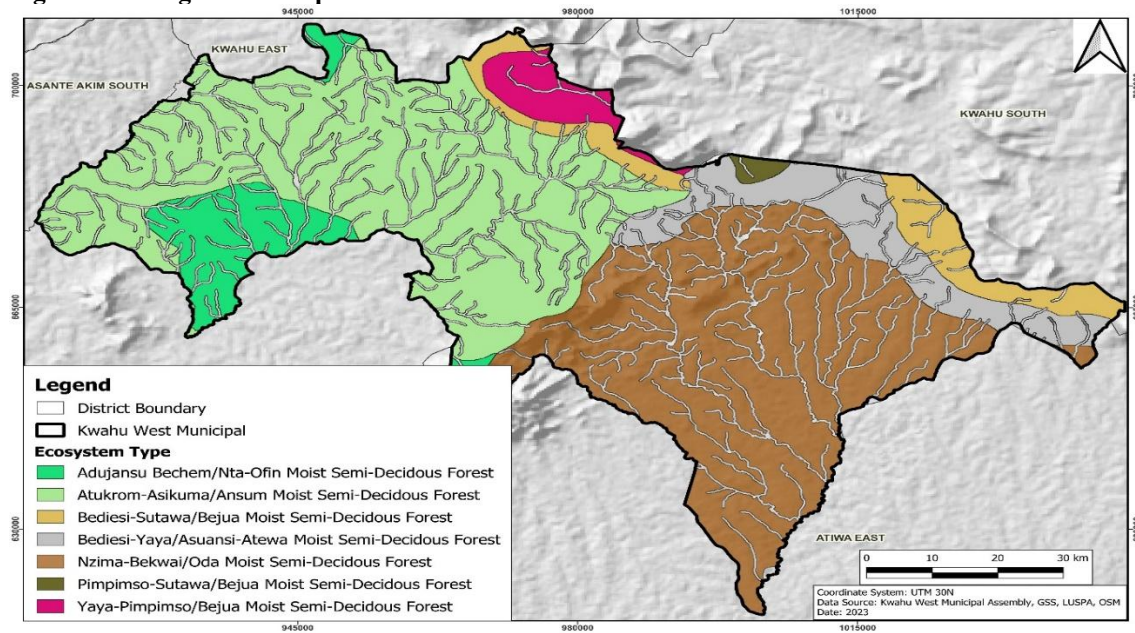 945000 980000 1015000
KWAHU EAST
ASANTE AKIM SOUTH
700000
KWAHU SOUTH
665000
Legend
District Boundary
Kwahu West Municipal
Ecosystem Type
Adujansu Bechem/Nta-Ofin Moist Semi-Decidous Forest
Atukrom-Asikuma/Ansum Moist Semi-Decidous Forest
Bediesi-Sutawa/Bejua Moist Semi-Decidous Forest
Bediesi-Yaya/Asuansi-Atewa Moist Semi-Decidous Forest
Nzima-Bekwai/Oda Moist Semi-Decidous Forest
Pimpimso-Sutawa/Bejua Moist Semi-Decidous Forest
Yaya-Pimpimso/Bejua Moist Semi-Decidous Forest
630000
ATIWA EAST
0 10 20 30 km
Coordinate System: UTM 30N
Data Source: Kwahu West Municipal Assembly, GSS, LUSPA, OSM
Date: 2023
945000 980000 1015000